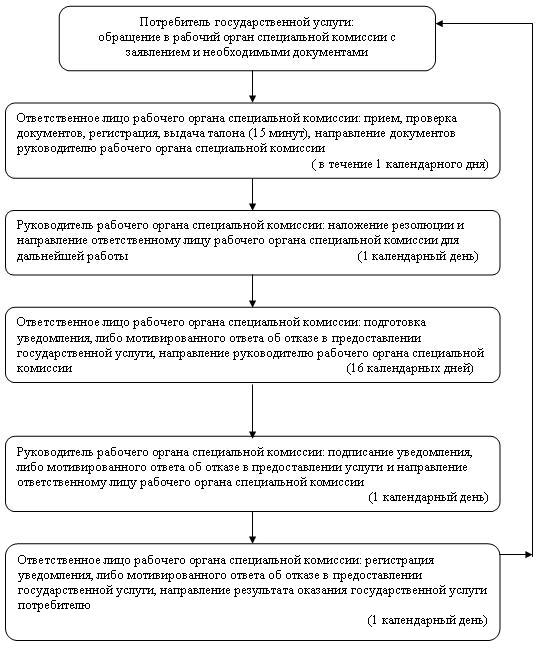 Потребитель государственной услуги:
обращение в рабочий орган специальной комиссии с
заявлением и необходимыми документами
Ответственное лицо рабочего органа специальной комиссии: прием, проверка
документов, регистрация, выдача талона (15 минут), направление документов
руководителю рабочего органа специальной комиссии
( в течение 1 календарного дня)
Руководитель рабочего органа специальной комиссии: наложение резолюции и
направление ответственному лицу рабочего органа специальной комиссии для
дальнейшей работы (1 календарный день)
Ответственное лицо рабочего органа специальной комиссии: подготовка
уведомления, либо мотивированного ответа об отказе в предоставлении
государственной услуги, направление руководителю рабочего органа специальной
комиссии (16 календарных дней)
Руководитель рабочего органа специальной комиссии: подписание уведомления,
либо мотивированного ответа об отказе в предоставлении услуги и направление
ответственному лицу рабочего органа специальной комиссии
(1 календарный день)
Ответственное лицо рабочего органа специальной комиссии: регистрация
уведомления, либо мотивированного ответа об отказе в предоставлении
государственной услуги, направление результата оказания государственной услуги
потребителю
(1 календарный день)